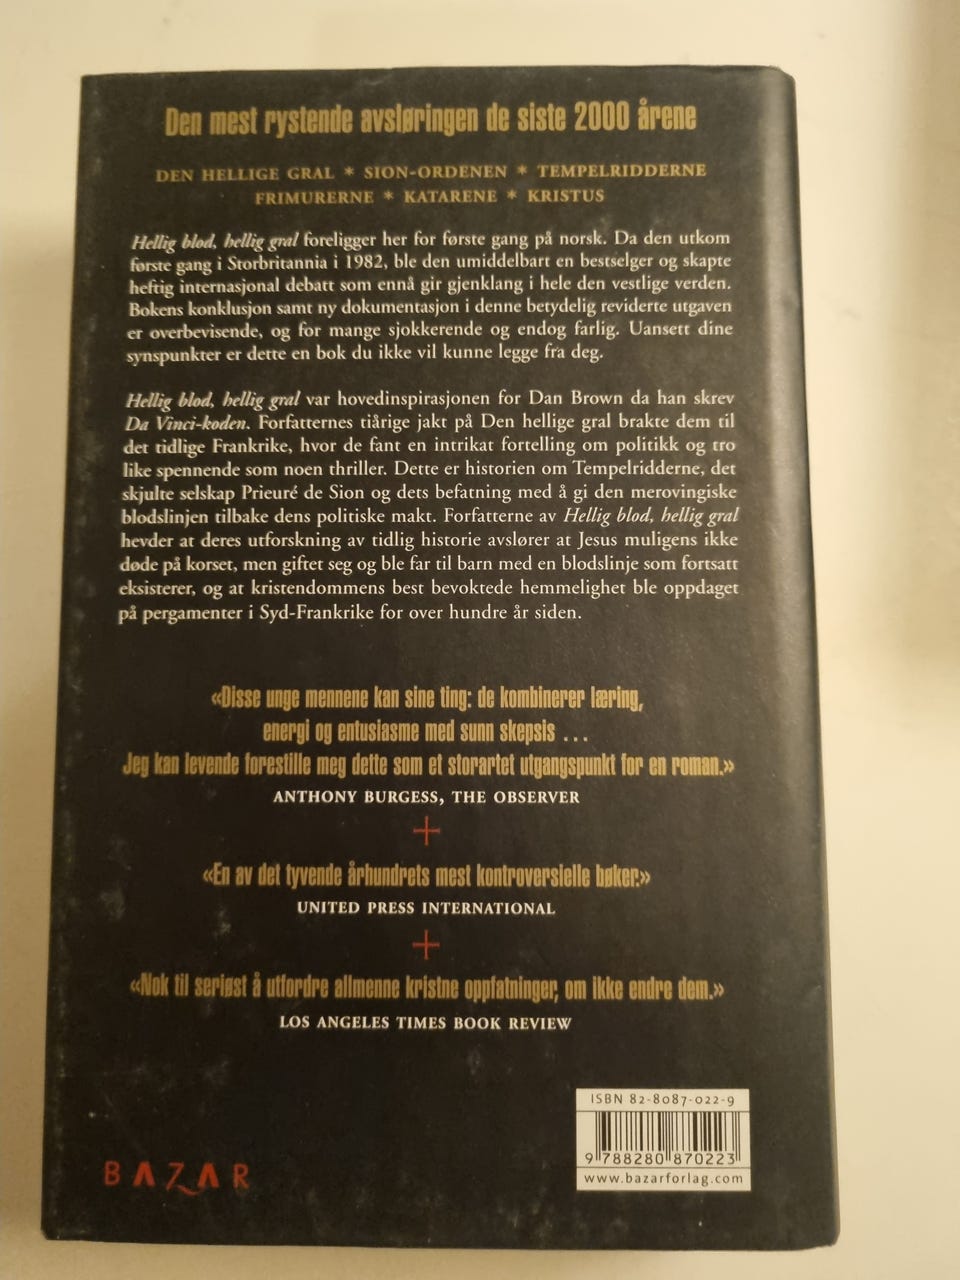 Den mest rystende avsløringen de siste 2000 årene
DEN HELLIGE GRAL * SION-ORDENEN * TEMPELRIDDERNE
FRIMURERNE * KATARENE * KRISTUS
Hellig blod, hellig gral foreligger her for første gang på norsk. Da den utkom
første gang i Storbritannia i 1982, ble den umiddelbart en bestselger og skapte
heftig internasjonal debatt som ennå gir gjenklang i hele den vestlige verden.
Bokens konklusjon samt ny dokumentasjon i denne betydelig reviderte utgaven
er overbevisende, og for mange sjokkerende og endog farlig. Uansett dine
synspunkter er dette en bok du ikke vil kunne legge fra deg.
Hellig blod, hellig gral var hovedinspirasjonen for Dan Brown da han skrev
Da Vinci-koden. Forfatternes tiårige jakt på Den hellige gral brakte dem til
det tidlige Frankrike, hvor de fant en intrikat fortelling om politikk og tro
like spennende som noen thriller. Dette er historien om Tempelridderne, det
skjulte selskap Prieuré de Sion og dets befatning med å gi den merovingiske
blodslinjen tilbake dens politiske makt. Forfatterne av Hellig blod, hellig gral
hevder at deres utforskning av tidlig historie avslører at Jesus muligens ikke
døde på korset, men giftet seg og ble far til barn med en blodslinje som fortsatt
eksisterer, og at kristendommens best bevoktede hemmelighet ble oppdaget
på pergamenter i Syd-Frankrike for over hundre år siden.
«Disse unge mennene kan sine ting: de kombinerer læring,
energi og entusiasme med sunn skepsis ...
Jeg kan levende forestille meg dette som et storartet utgangspunkt for en roman.»
ANTHONY BURGESS, THE OBSERVER
«En av det tyvende århundrets mest kontroversielle bøker.»
UNITED PRESS INTERNATIONAL
«Nok til seriøst å utfordre allmenne kristne oppfatninger, om ikke endre dem.»
LOS ANGELES TIMES BOOK REVIEW
ISBN 82-8087-022-9
9 788280 870223
www.bazarforlag.com
BAZAR